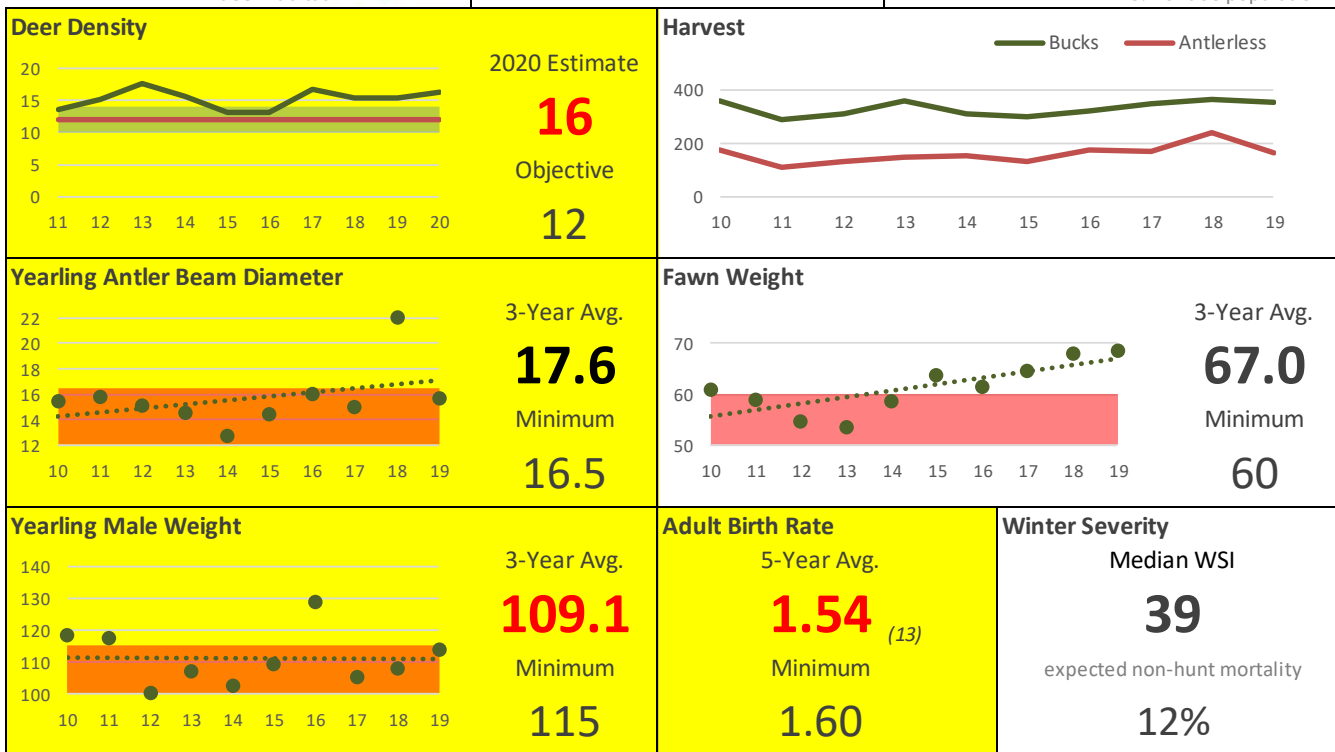 Deer Density
20
15
10
5
0
11 12 13 14 15 16 17 18 19 20
2020 Estimate
16
Objective
12
Harvest
Bucks Antlerless
400
200
0
10 11 12 13 14 15 16 17 18 19
Yearling Antler Beam Diameter
22
20
18
16
14
12
10 11 12 13 14 15 16 17 18 19
3-Year Avg.
17.6
Minimum
16.5
Fawn Weight
70
60
50
10 11 12 13 14 15 16 17 18 19
3-Year Avg.
67.0
Minimum
60
Yearling Male Weight
140
130
120
110
100
10 11 12 13 14 15 16 17 18 19
3-Year Avg.
109.1
Minimum
115
Adult Birth Rate
5-Year Avg.
1.54 (13)
Minimum
1.60
Winter Severity
Median WSI
39
expected non-hunt mortality
12%